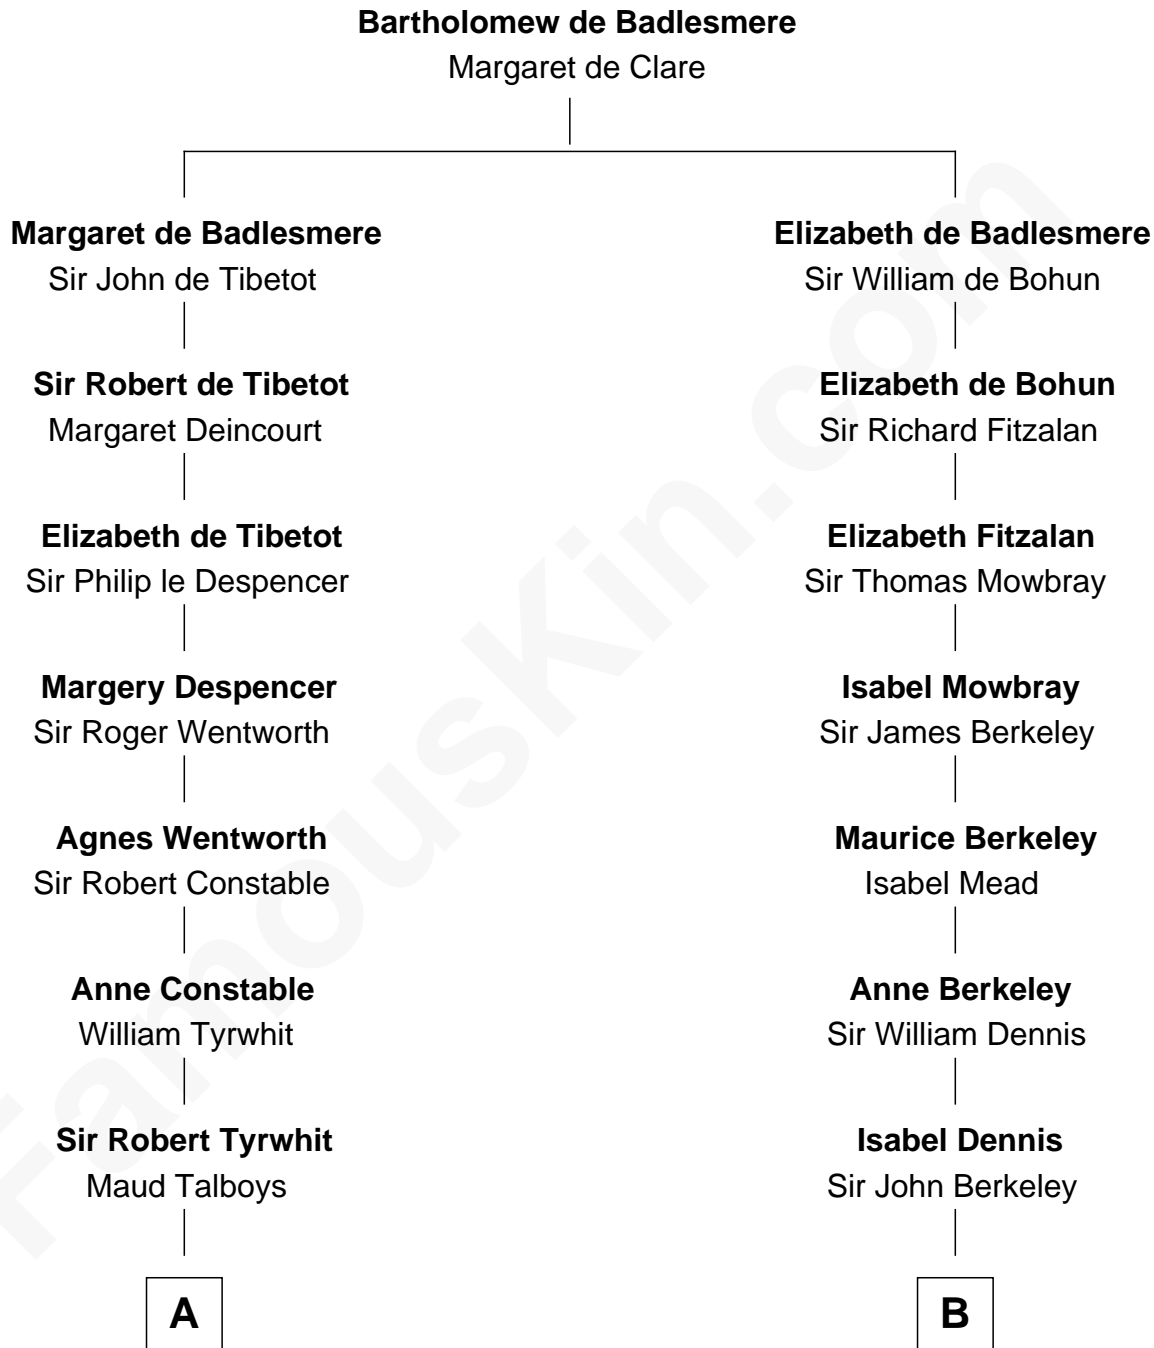 Bartholomew de Badlesmere
Margaret de Clare
Margaret de Badlesmere
Sir John de Tibetot
Elizabeth de Badlesmere
Sir William de Bohun
Sir Robert de Tibetot
Margaret Deincourt
Elizabeth de Bohun
Sir Richard Fitzalan
Elizabeth de Tibetot
Sir Philip le Despencer
Elizabeth Fitzalan
Sir Thomas Mowbray
Margery Despencer
Sir Roger Wentworth
Isabel Mowbray
Sir James Berkeley
Agnes Wentworth
Sir Robert Constable
Maurice Berkeley
Isabel Mead
Anne Constable
William Tyrwhit
Anne Berkeley
Sir William Dennis
Sir Robert Tyrwhit
Maud Talboys
Isabel Dennis
Sir John Berkeley
A
B
FamousKin.com